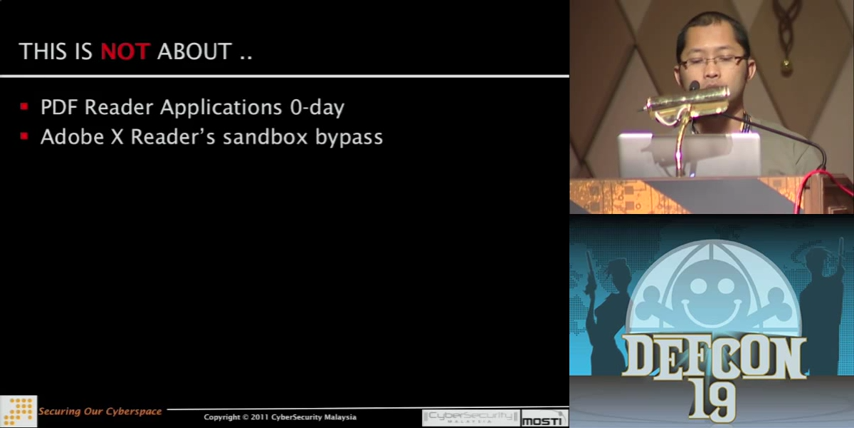 THIS IS NOT ABOUT ..
PDF Reader Applications 0-day
Adobe X Reader's sandbox bypass
Securing Our Cyberspace
Copyright © 2011 CyberSecurity Malaysia
CyberSecurity
MALAYSIA
MOSTI
DEFCON
19